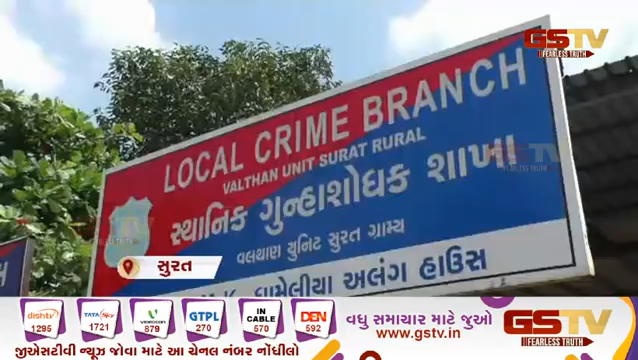 GSTV
FEARLESS TRUTH
LOCAL CRIME BRANCH
VALTHAN UNIT SURAT RURAL
સ્થાનિક ગુન્હાશોધક શાખા
વલથાણ યુનિટ સુરત ગ્રામ્ય
ધામેલીયા અલંગ હાઉસ
સુરત
dishtv
1295
TATA Sky
1721
VIDEOCON
879
GTPL
270
IN CABLE
570
DEN
592
વધુ સમાચાર માટે જુઓ
www.gstv.in
GSTV
FEARLESS TRUTH
જીએસટીવી ન્યૂઝ જોવા માટે આ ચેનલ નંબર નોંધીલો